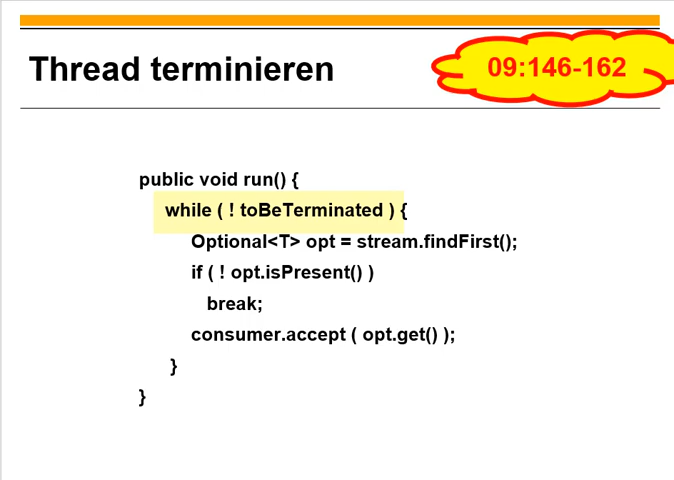 Thread terminieren
09:146-162
public void run() {
while ( ! toBeTerminated ) {
Optional<T> opt = stream.findFirst();
if ( ! opt.isPresent() )
break;
consumer.accept ( opt.get() );
}
}